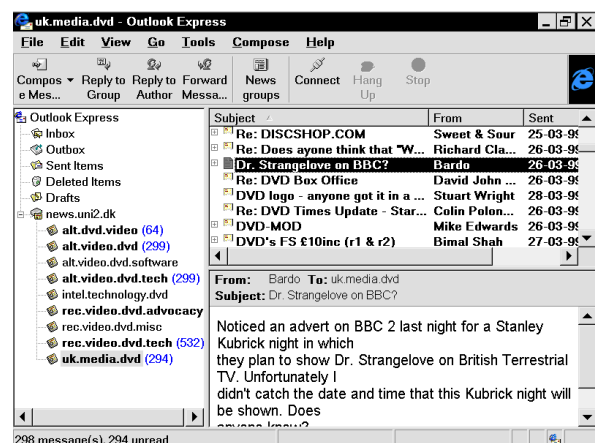 uk.media.dvd - Outlook Express
File Edit View Go Tools Compose Help
Compos Reply to Reply to Forward News Connect Hang Stop
e Mes... Group Author Messa... groups Up
Outlook Express
Inbox
Outbox
Sent Items
Deleted Items
Drafts
news.uni2.dk
alt.dvd.video (64)
alt.video.dvd (299)
alt.video.dvd.software
alt.video.dvd.tech (299)
intel.technology.dvd
rec.video.dvd.advocacy
rec.video.dvd.misc
rec.video.dvd.tech (532)
uk.media.dvd (294)
Subject From Sent
Re: DISCSHOP.COM Sweet & Sour 25-03-99
Re: Does ayone think that "W... Richard Cla... 26-03-99
Dr. Strangelove on BBC? Bardo 26-03-99
Re: DVD Box Office David John ... 26-03-99
DVD logo - anyone got it in a ... Stuart Wright 28-03-99
Re: DVD Times Update - Star... Colin Polon... 26-03-99
DVD-MOD Mike Edwards 26-03-99
DVD's FS £10inc (r1 & r2) Bimal Shah 27-03-99
From: Bardo To: uk.media.dvd
Subject: Dr. Strangelove on BBC?
Noticed an advert on BBC 2 last night for a Stanley
Kubrick night in which
they plan to show Dr. Strangelove on British Terrestrial
TV. Unfortunately I
didn't catch the date and time that this Kubrick night will
be shown. Does
anyone know?
298 message(s), 294 unread